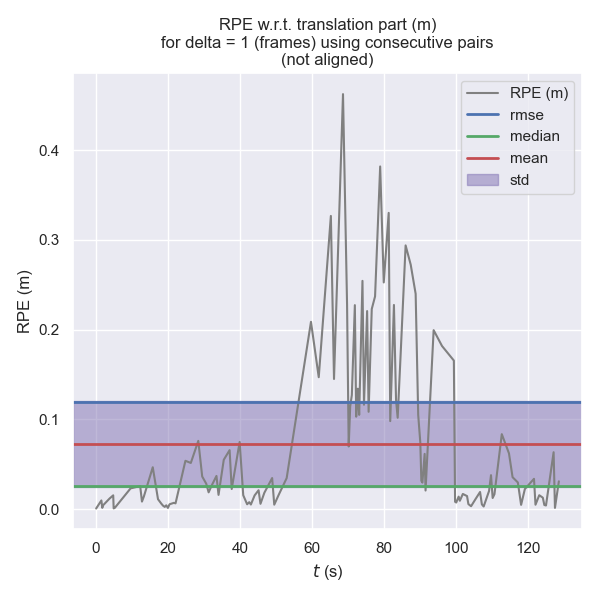 RPE w.r.t. translation part (m)
for delta = 1 (frames) using consecutive pairs
(not aligned)
RPE (m)
rmse
median
mean
std
RPE (m)
0.4
0.3
0.2
0.1
0.0
0 20 40 60 80 100 120
t (s)